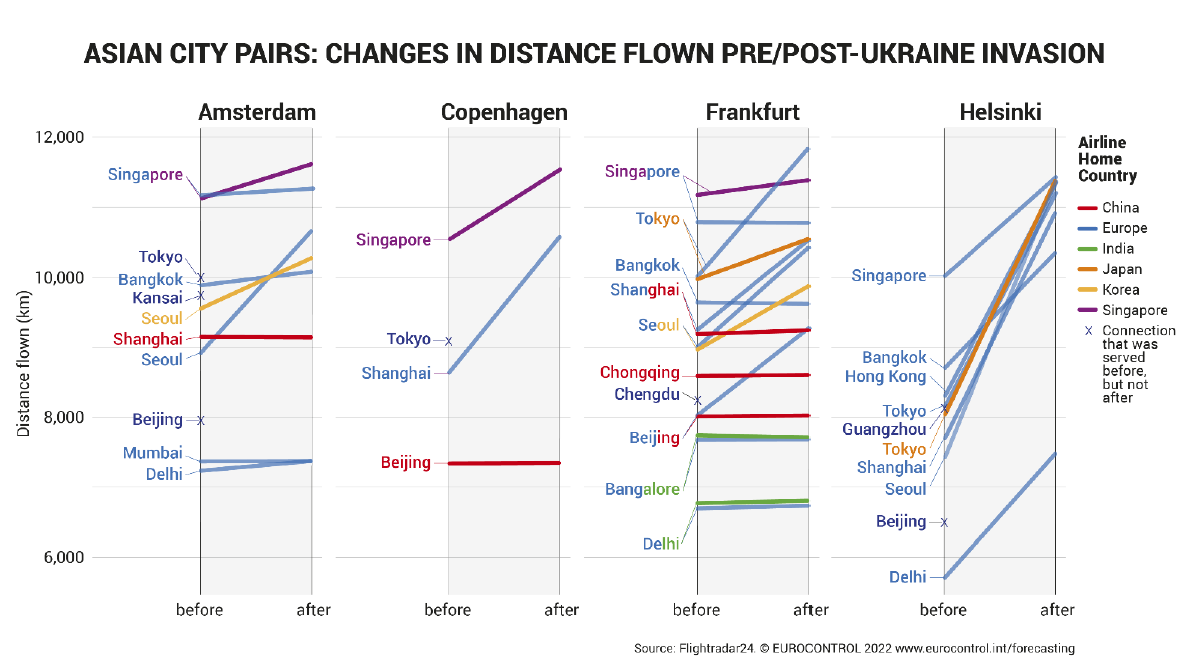 ASIAN CITY PAIRS: CHANGES IN DISTANCE FLOWN PRE/POST-UKRAINE INVASION
Amsterdam
Copenhagen
Frankfurt
Helsinki
Distance flown (km)
12,000
10,000
8,000
6,000
Singapore
Tokyo
Bangkok
Kansai
Seoul
Shanghai
Seoul
Beijing
Mumbai
Delhi
before
after
Singapore
Tokyo
Shanghai
Beijing
before
after
Singapore
Tokyo
Bangkok
Shanghai
Seoul
Chongqing
Chengdu
Beijing
Bangalore
Delhi
before
after
Singapore
Bangkok
Hong Kong
Tokyo
Guangzhou
Tokyo
Shanghai
Seoul
Beijing
Delhi
before
after
Airline
Home
Country
China
Europe
India
Japan
Korea
Singapore
x Connection
that was
served
before,
but not
after
Source: Flightradar24. © EUROCONTROL 2022 www.eurocontrol.int/forecasting